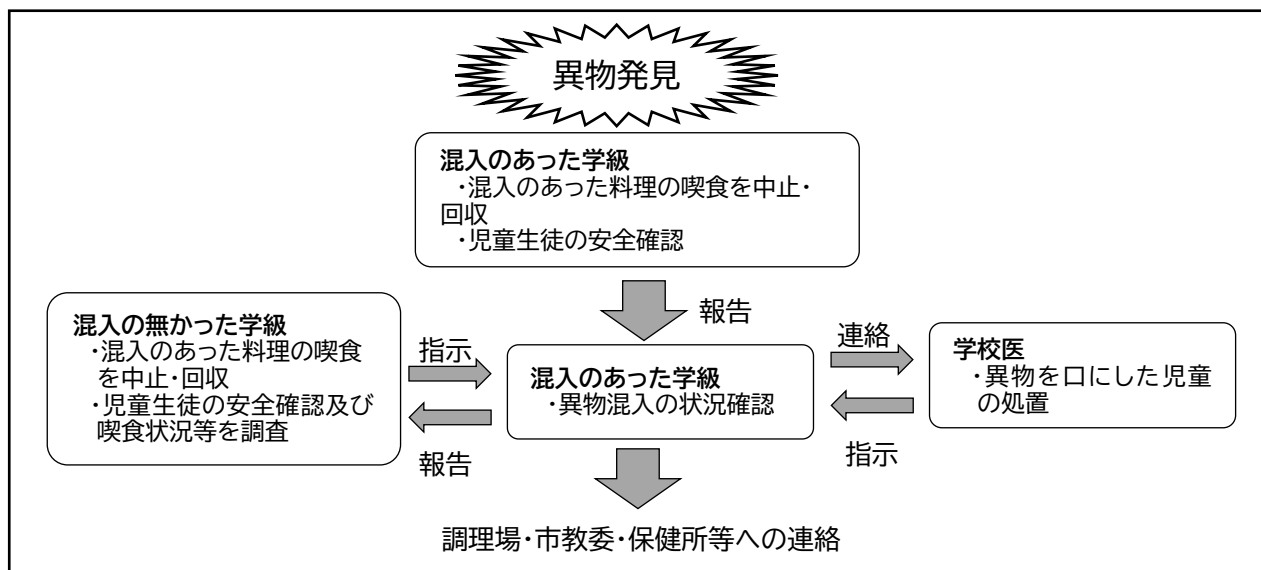 異物発見
混入のあった学級
・混入のあった料理の喫食を中止・
回収
・児童生徒の安全確認
報告
混入の無かった学級
・混入のあった料理の喫食
を中止・回収
・児童生徒の安全確認及び
喫食状況等を調査
指示
報告
混入のあった学級
・異物混入の状況確認
連絡
指示
学校医
・異物を口にした児童
の処置
調理場・市教委・保健所等への連絡